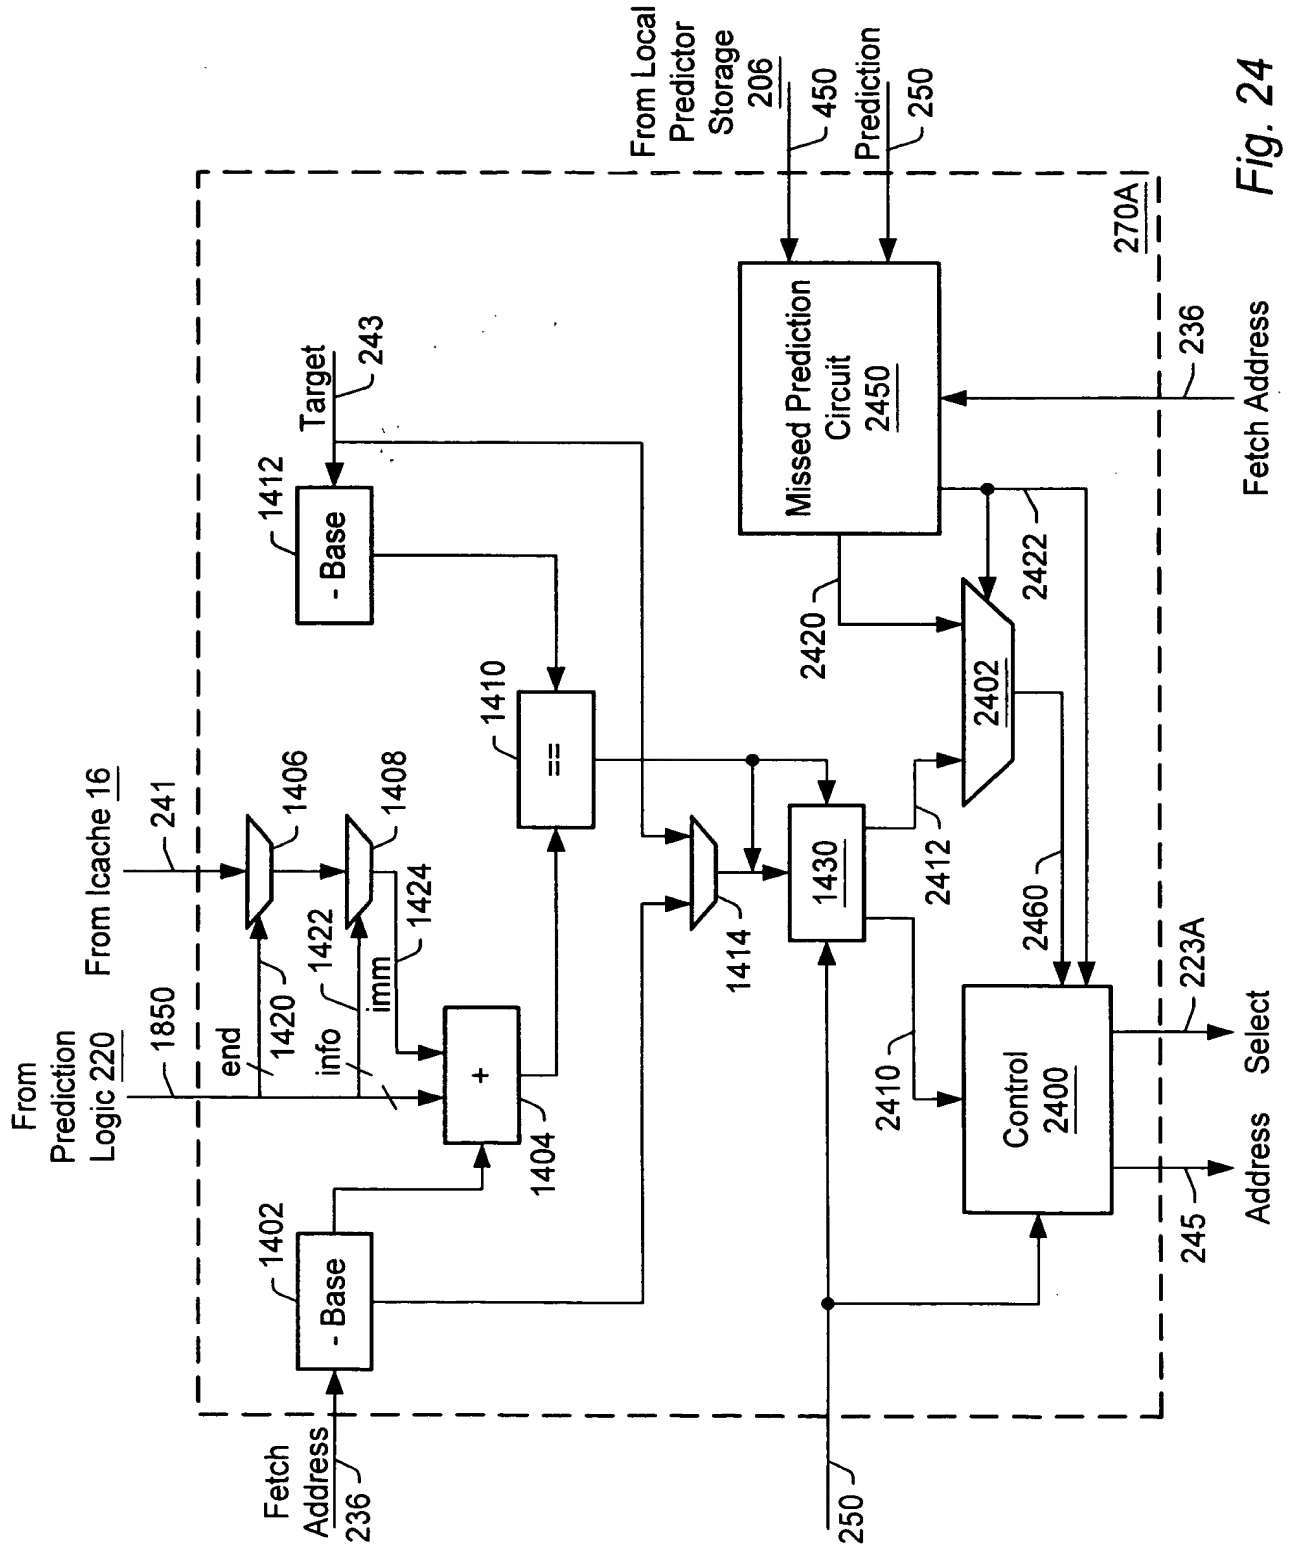 From
Prediction
Logic 220
1850
From Icache 16
241
Fetch
Address
236
1402
- Base
end
1420
info
1422
imm
1424
1406
1408
+
1404
1412
- Base
Target
243
1410
==
1414
1430
250
2410
2412
2420
2402
2422
2460
Missed Prediction
Circuit
2450
From Local
Predictor
Storage
206
450
Prediction
250
Control
2400
245
Address
223A
Select
236
Fetch Address
270A
Fig. 24